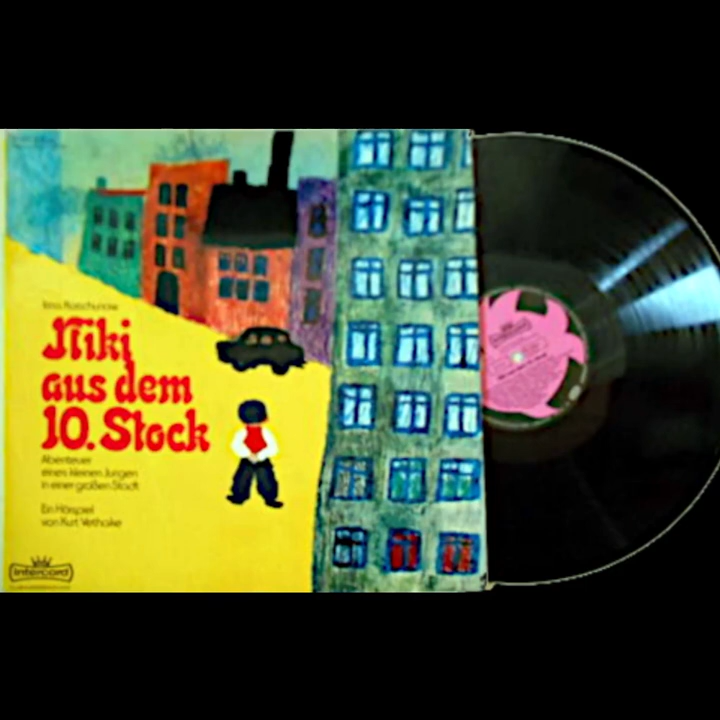 Irina Korschunow
Niki
aus dem
10. Stock
Abenteuer
eines kleinen Jungen
in einer großen Stadt
Ein Hörspiel
von Kurt Vethake
intercord